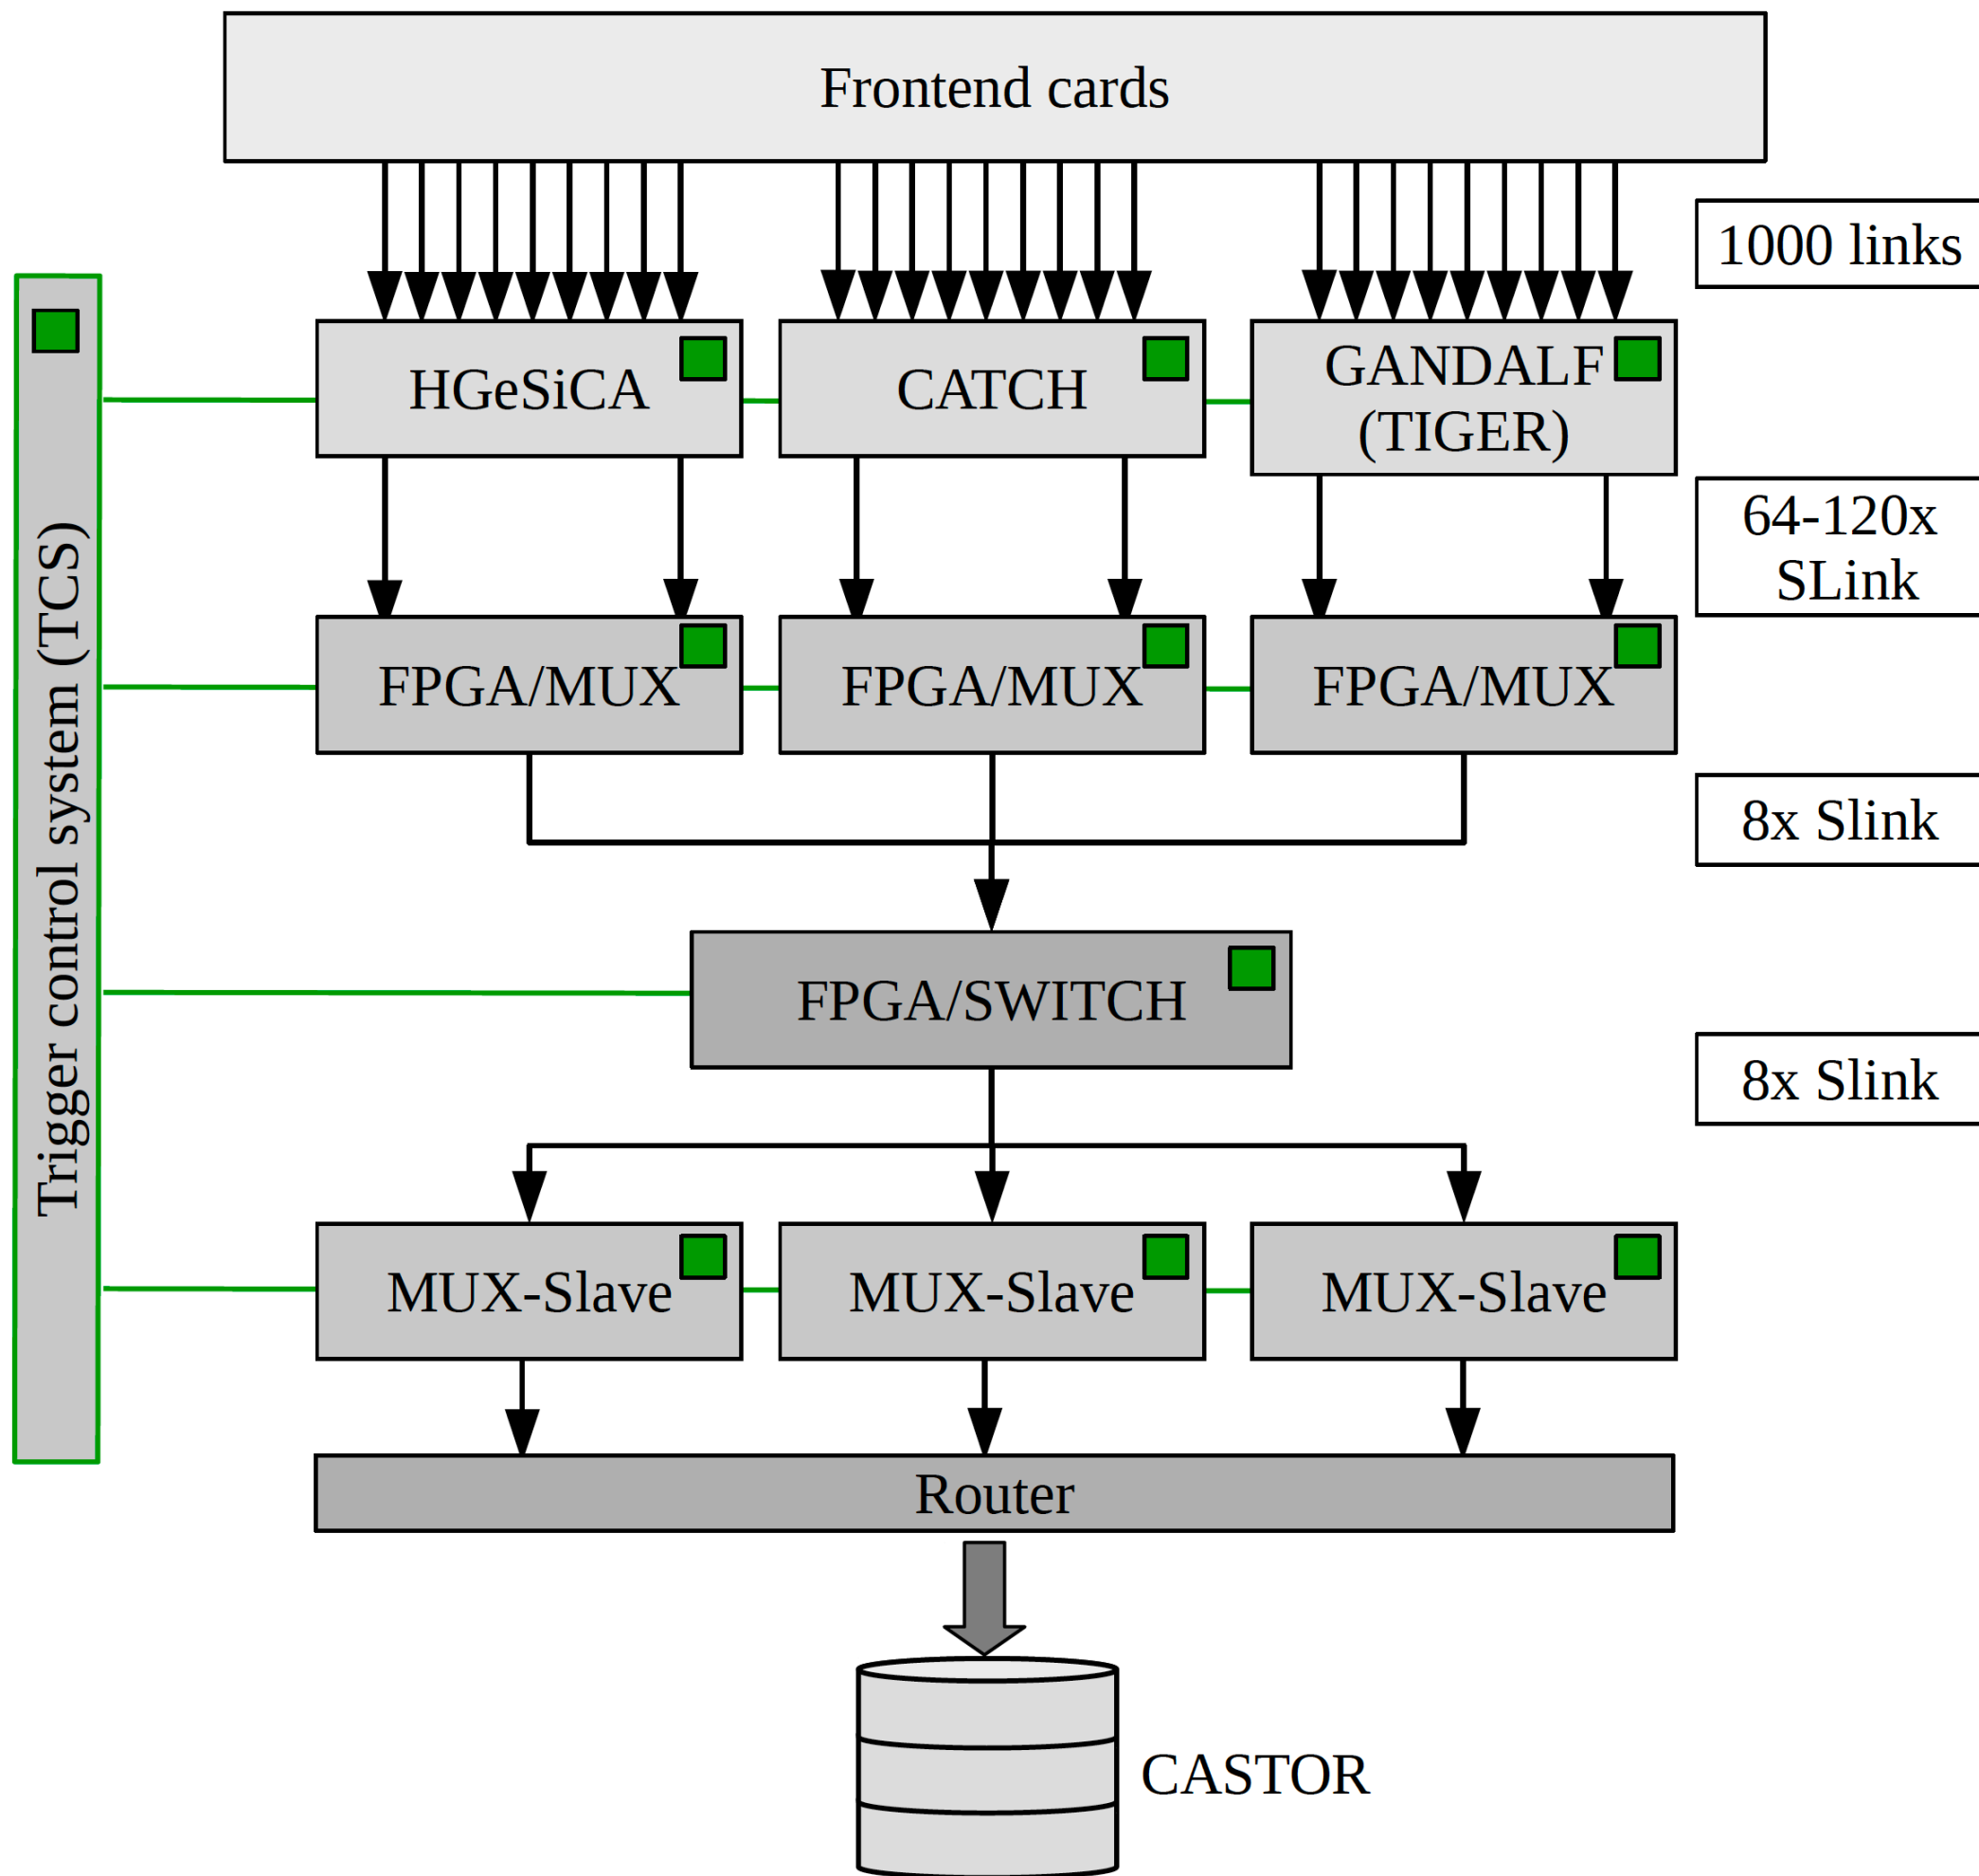 Frontend cards
1000 links
HGeSiCA
CATCH
GANDALF
(TIGER)
64-120x
SLink
Trigger control system (TCS)
FPGA/MUX
FPGA/MUX
FPGA/MUX
8x Slink
FPGA/SWITCH
8x Slink
MUX-Slave
MUX-Slave
MUX-Slave
Router
CASTOR